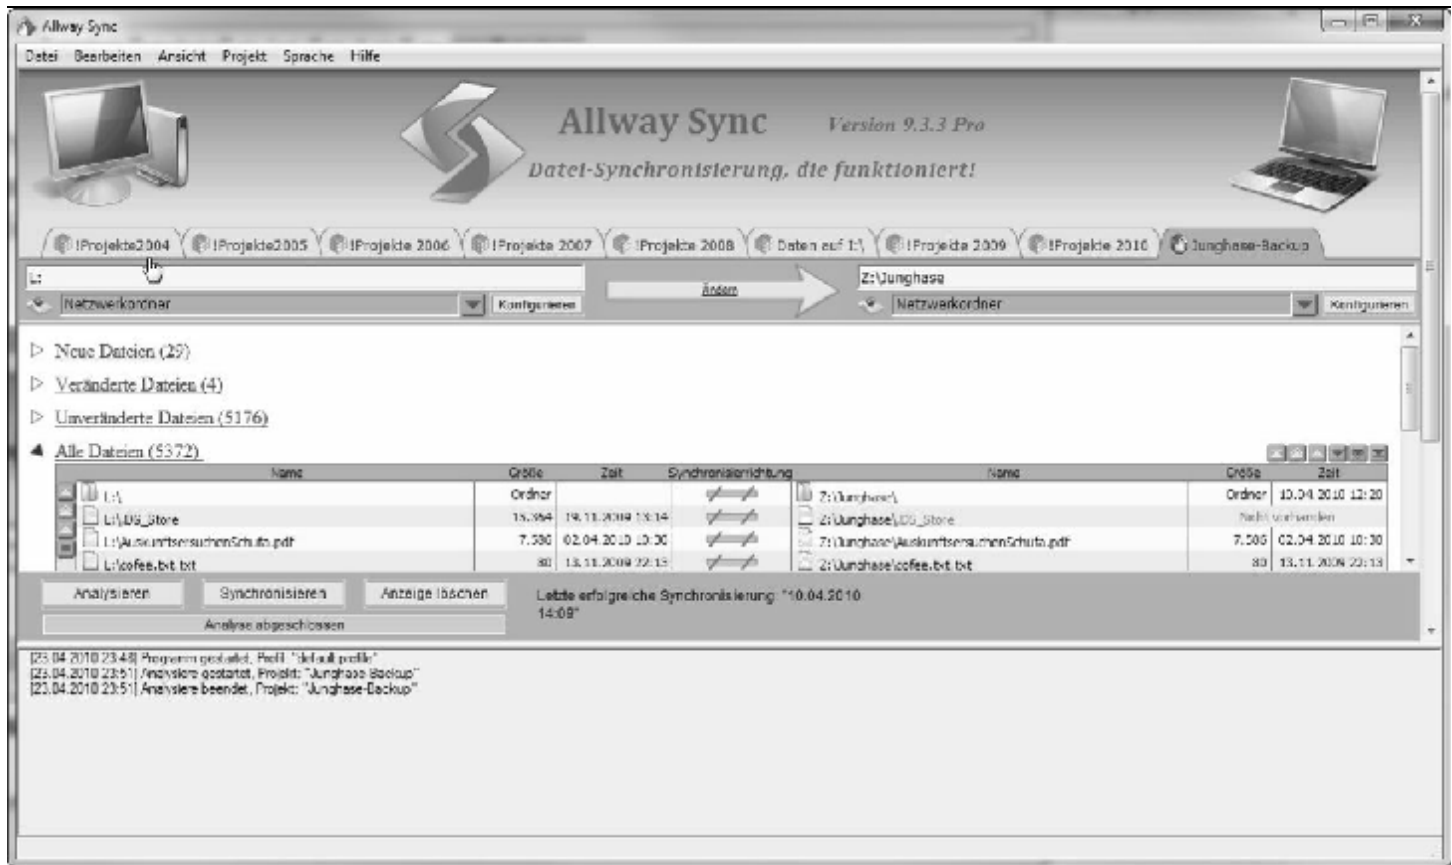 Allway Sync
Datei Bearbeiten Ansicht Projekt Sprache Hilfe
Allway Sync Version 9.3.3 Pro
Datei-Synchronisierung, die funktioniert!
!Projekte2004 !Projekte2005 !Projekte 2006 !Projekte 2007 !Projekte 2008 Daten auf I:\ !Projekte 2009 !Projekte 2010 Junghase-Backup
L: Ändern Z:\Junghase
Netzwerkordner Konfigurieren Netzwerkordner Konfigurieren
Neue Dateien (29)
Veränderte Dateien (4)
Unveränderte Dateien (5176)
Alle Dateien (5372)
Name Größe Zeit Synchronisierrichtung Name Größe Zeit
L:\ Ordner Z:\Junghase\ Ordner 10.04.2010 12:20
L:\.DS_Store 15.364 19.11.2009 13:14 Z:\Junghase\.DS_Store Nicht vorhanden
L:\AuskunftsersuchenSchufa.pdf 7.586 02.04.2010 10:30 Z:\Junghase\AuskunftsersuchenSchufa.pdf 7.586 02.04.2010 10:30
L:\cofee.txt.txt 80 13.11.2009 22:13 Z:\Junghase\cofee.txt.txt 80 13.11.2009 22:13
Analysieren Synchronisieren Anzeige löschen Letzte erfolgreiche Synchronisierung: "10.04.2010
14:09"
Analyse abgeschlossen
[23.04.2010 23:48] Programm gestartet, Profil: "default profile"
[23.04.2010 23:51] Analysiere gestartet, Projekt: "Junghase-Backup"
[23.04.2010 23:51] Analysiere beendet, Projekt: "Junghase-Backup"